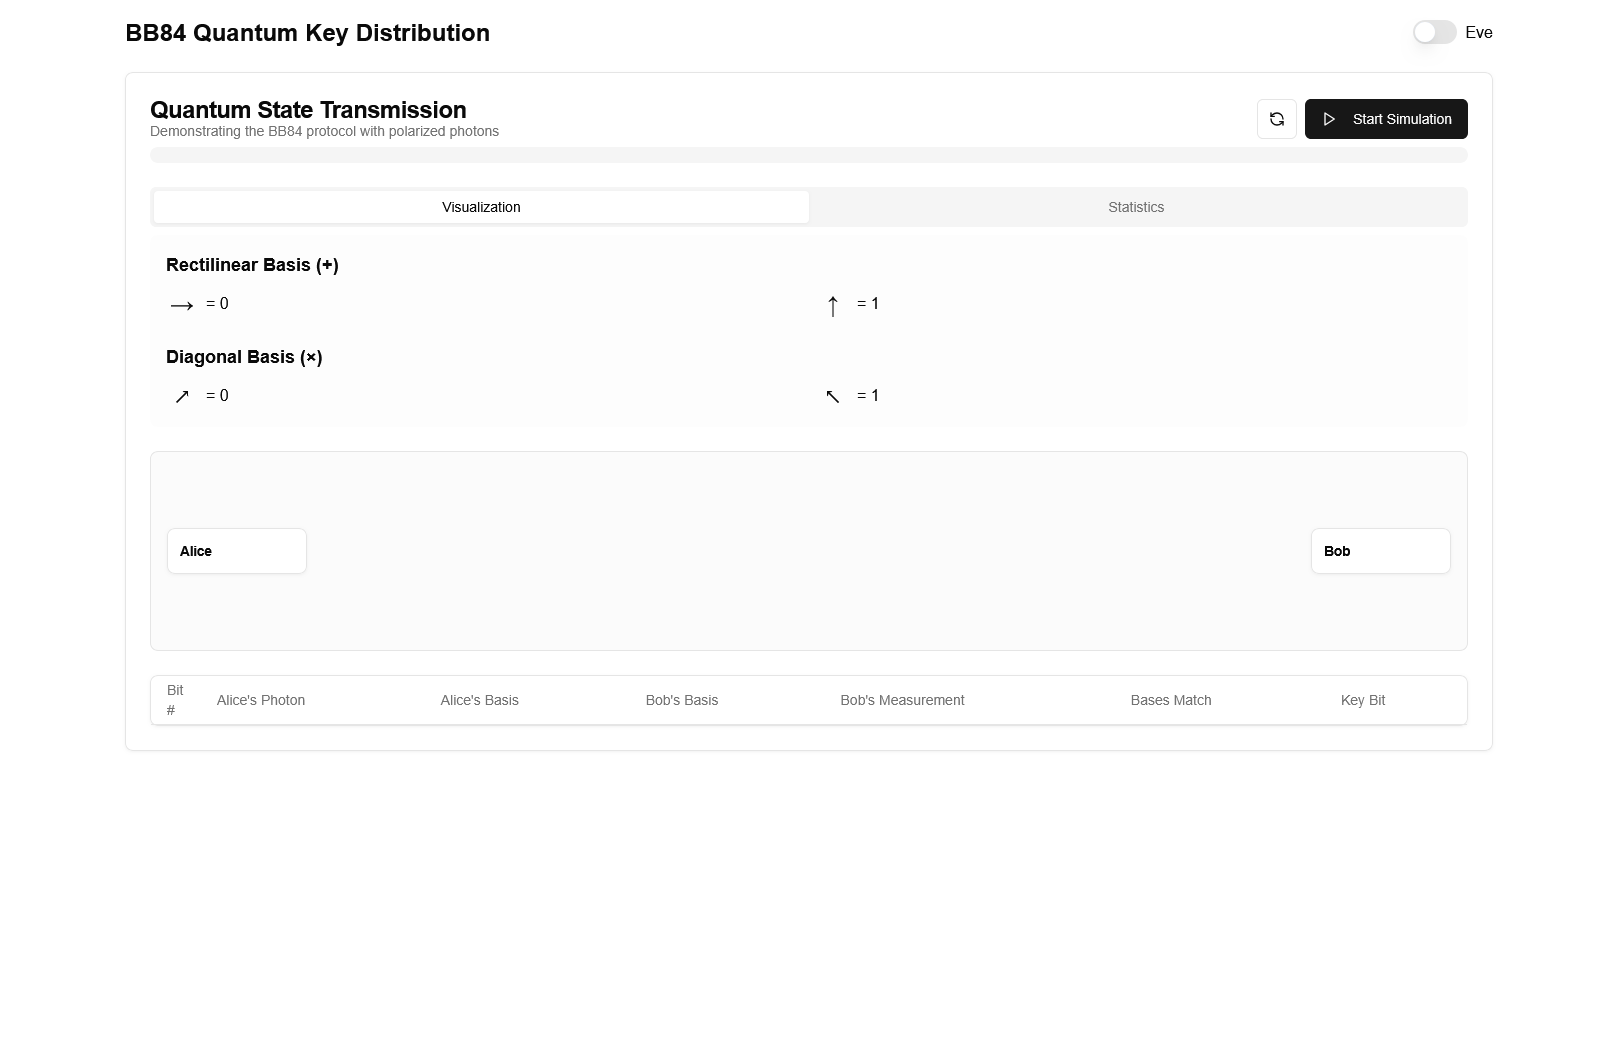 BB84 Quantum Key Distribution
Eve
Quantum State Transmission
Demonstrating the BB84 protocol with polarized photons
Start Simulation
Visualization
Statistics
Rectilinear Basis (+)
→ = 0
↑ = 1
Diagonal Basis (×)
↗ = 0
↖ = 1
Alice
Bob
Bit
#
Alice's Photon
Alice's Basis
Bob's Basis
Bob's Measurement
Bases Match
Key Bit